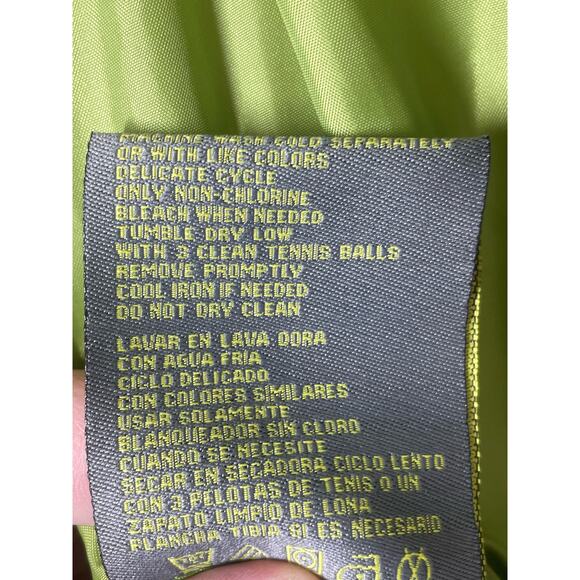 MACHINE WASH COLD SEPARATELY
OR WITH LIKE COLORS
DELICATE CYCLE
ONLY NON-CHLORINE
BLEACH WHEN NEEDED
TUMBLE DRY LOW
WITH 3 CLEAN TENNIS BALLS
REMOVE PROMPTLY
COOL IRON IF NEEDED
DO NOT DRY CLEAN
LAVAR EN LAVA DORA
CON AGUA FRIA
CICLO DELICADO
CON COLORES SIMILARES
USAR SOLAMENTE
BLANQUEADOR SIN CLORO
CUANDO SE NECESITE
SECAR EN SECADORA CICLO LENTO
CON 3 PELOTAS DE TENIS O UN
ZAPATO LIMPIO DE LONA
PLANCHA TIBIA SI ES NECESARIO